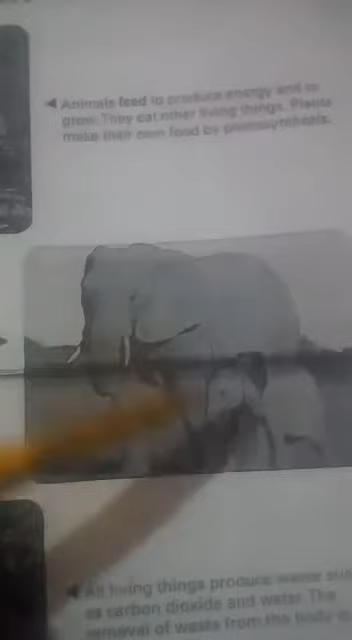 Animals feed to produce energy and to
grow. They eat other living things. Plants
make their own food by photosynthesis.
All living things produce waste such
as carbon dioxide and water. The
removal of waste from the body is